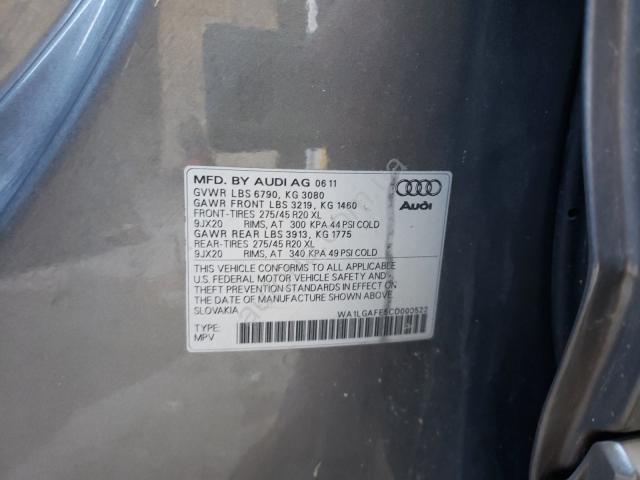 MFD. BY AUDI AG 06 11
GVWR LBS 6790, KG 3080
GAWR FRONT LBS 3219, KG 1460
FRONT-TIRES 275/45 R20 XL
9JX20 RIMS, AT 300 KPA 44 PSI COLD
GAWR REAR LBS 3913, KG 1775
REAR-TIRES 275/45 R20 XL
9JX20 RIMS, AT 340 KPA 49 PSI COLD
Audi
THIS VEHICLE CONFORMS TO ALL APPLICABLE
U.S. FEDERAL MOTOR VEHICLE SAFETY AND
THEFT PREVENTION STANDARDS IN EFFECT ON
THE DATE OF MANUFACTURE SHOWN ABOVE.
SLOVAKIA
WA1LGAFE5CD000522
TYPE:
MPV